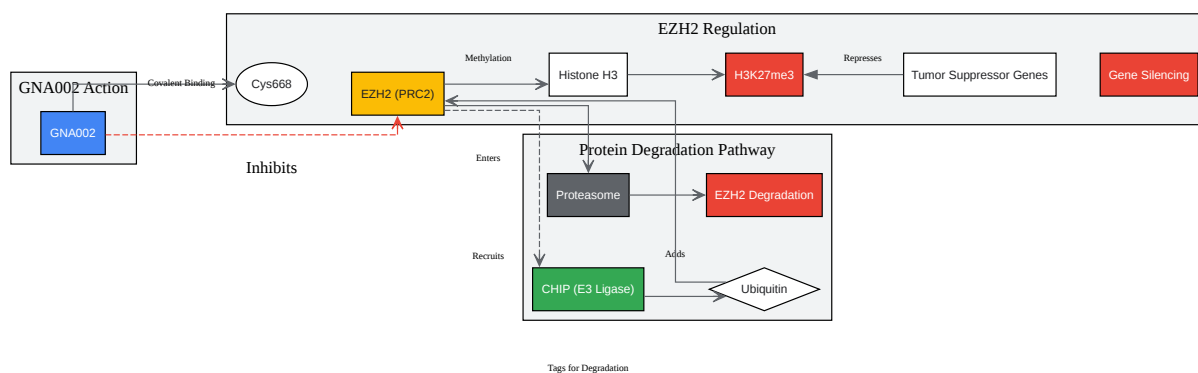 EZH2 Regulation
Methylation
Represses
GNA002 Action
Covalent Binding
Cys668
EZH2 (PRC2)
Histone H3
H3K27me3
Tumor Suppressor Genes
Gene Silencing
GNA002
Inhibits
Enters
Protein Degradation Pathway
Proteasome
EZH2 Degradation
Recruits
Adds
CHIP (E3 Ligase)
Ubiquitin
Tags for Degradation